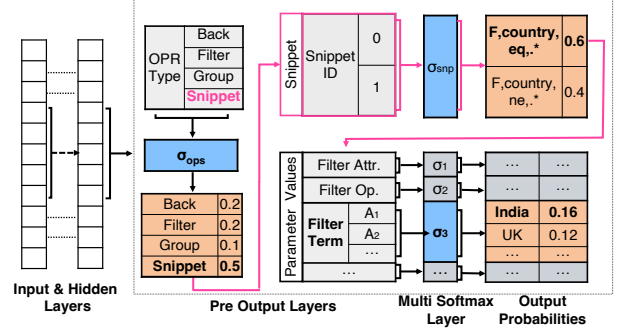 OPR
Type
Back
Filter
Group
Snippet
σops
Back 0.2
Filter 0.2
Group 0.1
Snippet 0.5
Snippet
Snippet
ID
0
1
σsnp
F,country,
eq,.*
0.6
F,country,
ne,.*
0.4
Parameter Values
Filter Attr.
Filter Op.
Filter
Term
A1
A2
...
...
σ1
σ2
σ3
...
... ...
... ...
India 0.16
UK 0.12
... ...
... ...
Input & Hidden
Layers
Pre Output Layers
Multi Softmax
Layer
Output
Probabilities